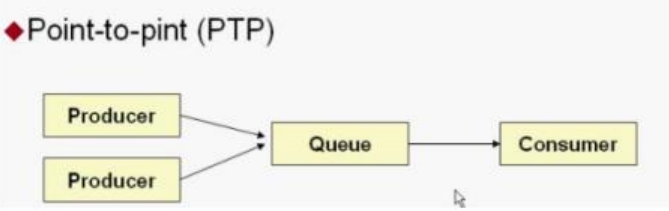 Point-to-pint (PTP)
Producer
Queue
Consumer
Producer